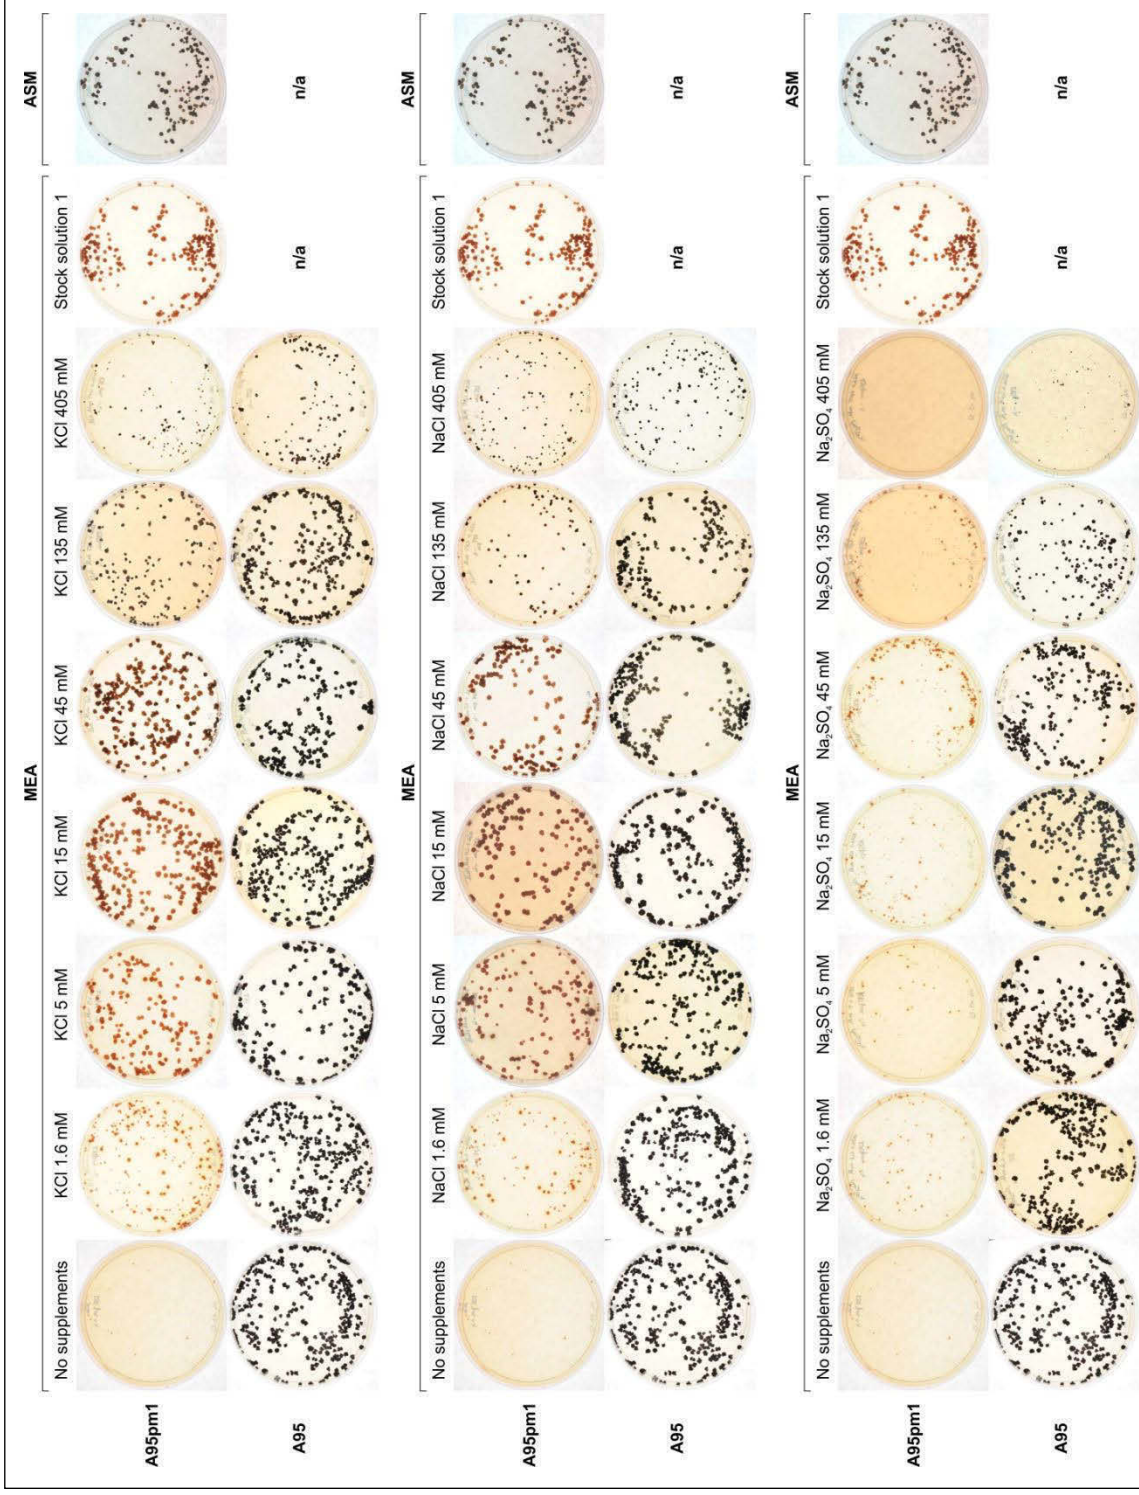 MEA
ASM
No supplements
KCl 1.6 mM
KCl 5 mM
KCl 15 mM
KCl 45 mM
KCl 135 mM
KCl 405 mM
Stock solution 1
A95pm1
A95
n/a
n/a
MEA
ASM
No supplements
NaCl 1.6 mM
NaCl 5 mM
NaCl 15 mM
NaCl 45 mM
NaCl 135 mM
NaCl 405 mM
Stock solution 1
A95pm1
A95
n/a
n/a
MEA
ASM
No supplements
Na₂SO₄ 1.6 mM
Na₂SO₄ 5 mM
Na₂SO₄ 15 mM
Na₂SO₄ 45 mM
Na₂SO₄ 135 mM
Na₂SO₄ 405 mM
Stock solution 1
A95pm1
A95
n/a
n/a